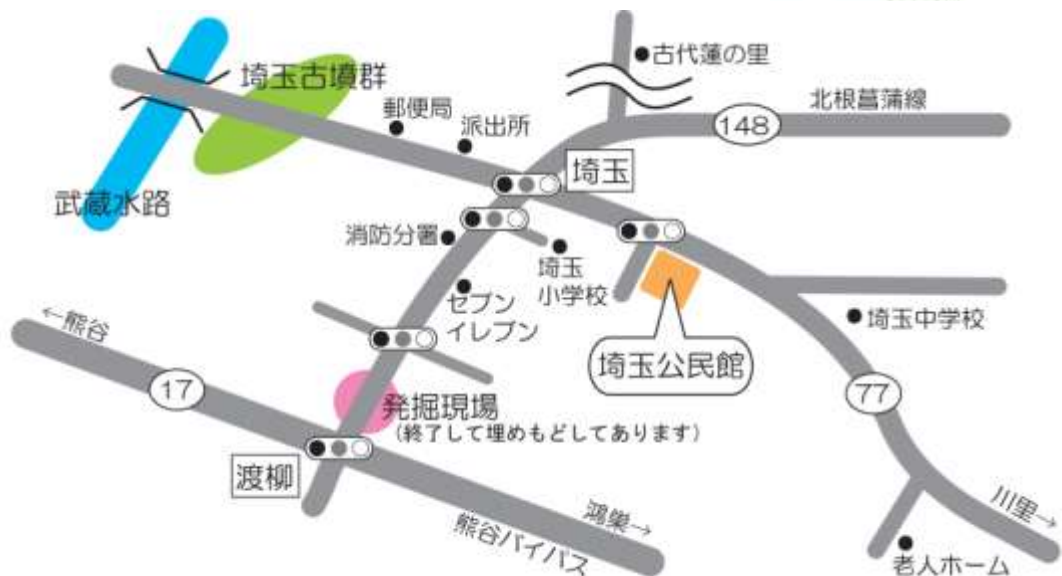 古代蓮の里
埼玉古墳群
北根菖蒲線
郵便局
派出所
148
埼玉
武蔵水路
消防分署
埼玉
小学校
セブン
イレブン
←熊谷
埼玉中学校
埼玉公民館
17
77
発掘現場
(終了して埋めもどしてあります)
渡柳
鴻巣→
川里→
熊谷バイパス
老人ホーム